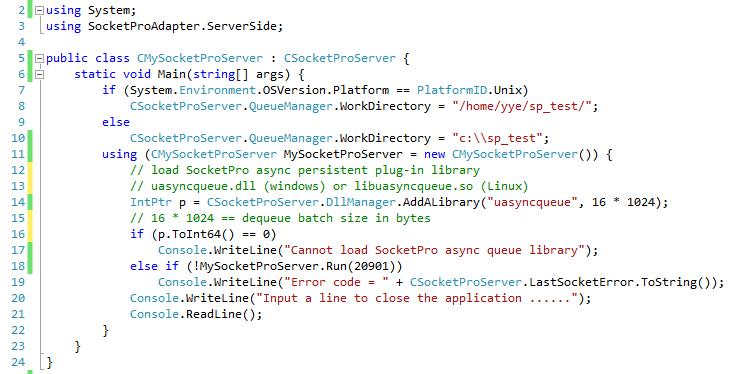 2 using System;
3 using SocketProAdapter.ServerSide;
4
5 public class CMySocketProServer : CSocketProServer {
6 static void Main(string[] args) {
7 if (System.Environment.OSVersion.Platform == PlatformID.Unix)
8 CSocketProServer.QueueManager.WorkDirectory = "/home/yye/sp_test/";
9 else
10 CSocketProServer.QueueManager.WorkDirectory = "c:\\sp_test";
11 using (CMySocketProServer MySocketProServer = new CMySocketProServer()) {
12 // load SocketPro async persistent plug-in library
13 // uasyncqueue.dll (windows) or libuasyncqueue.so (Linux)
14 IntPtr p = CSocketProServer.DllManager.AddALibrary("uasyncqueue", 16 * 1024);
15 // 16 * 1024 == dequeue batch size in bytes
16 if (p.ToInt64() == 0)
17 Console.WriteLine("Cannot load SocketPro async queue library");
18 else if (!MySocketProServer.Run(20901))
19 Console.WriteLine("Error code = " + CSocketProServer.LastSocketError.ToString());
20 Console.WriteLine("Input a line to close the application ......");
21 Console.ReadLine();
22 }
23 }
24 }